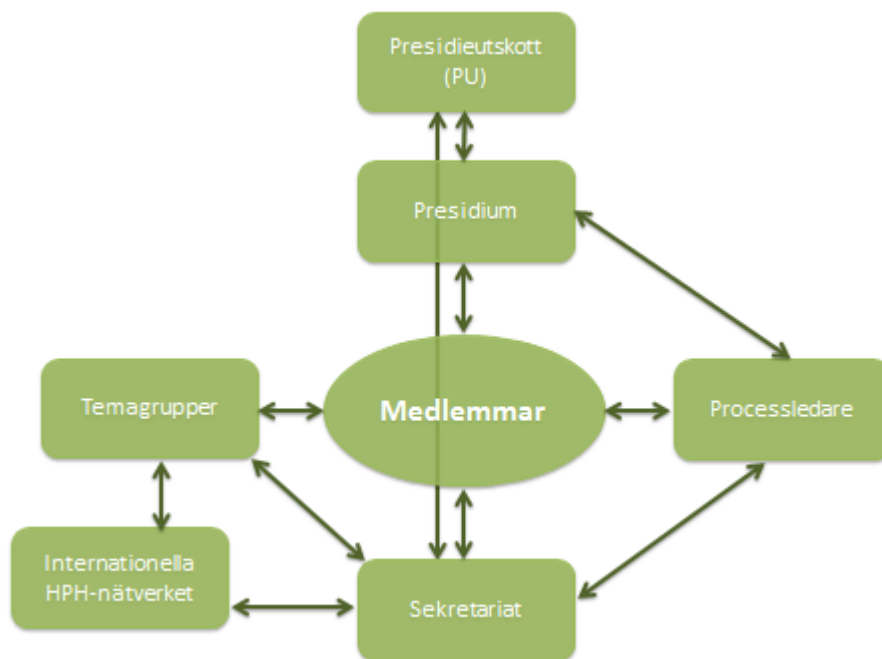 Presidieutskott
(PU)
Presidium
Temagrupper
Medlemmar
Processledare
Internationella
HPH-nätverket
Sekretariat